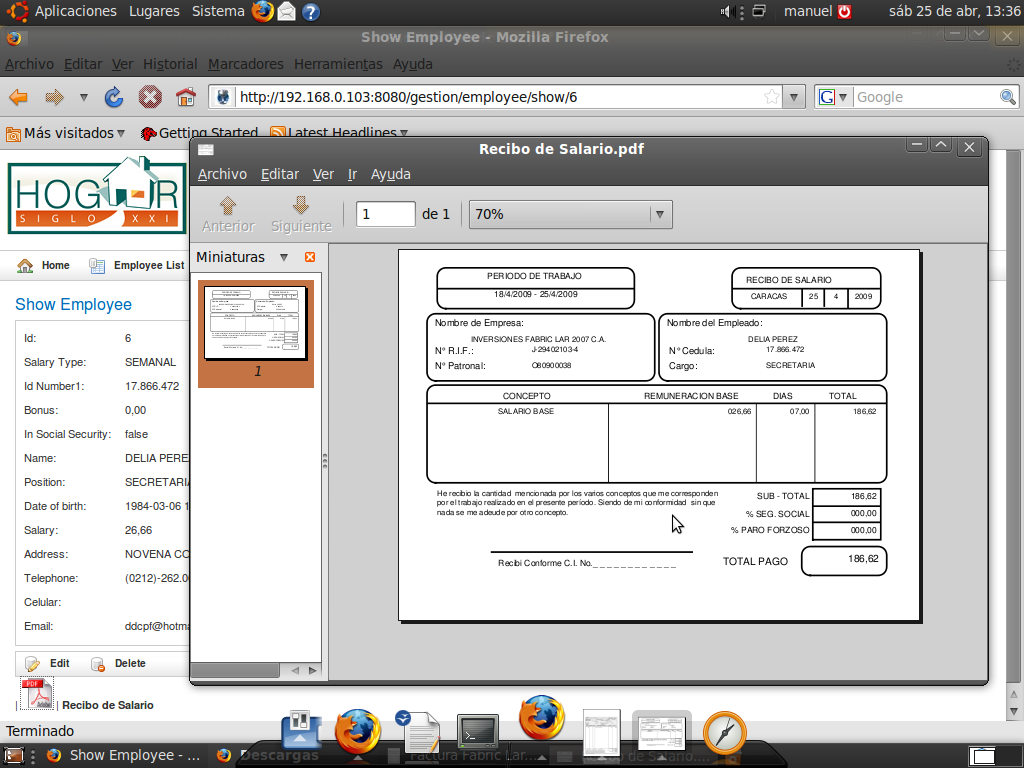 Aplicaciones Lugares Sistema manuel sáb 25 de abr, 13:36
Show Employee - Mozilla Firefox
Archivo Editar Ver Historial Marcadores Herramientas Ayuda
http://192.168.0.103:8080/gestion/employee/show/6 Google
Más visitados Getting Started Latest Headlines
HOGAR
SIGLO XXI
Home Employee List
Show Employee
Id: 6
Salary Type: SEMANAL
Id Number1: 17.866.472
Bonus: 0,00
In Social Security: false
Name: DELIA PEREZ
Position: SECRETARIA
Date of birth: 1984-03-06 1
Salary: 26,66
Address: NOVENA CO
Telephone: (0212)-262.0
Celular:
Email: ddcpf@hotma
Edit Delete
PDF
| | Recibo de Salario
Terminado
Recibo de Salario.pdf
Archivo Editar Ver Ir Ayuda
Anterior Siguiente 1 de 1 70%
Miniaturas
1
PERIODO DE TRABAJO
18/4/2009 - 25/4/2009
RECIBO DE SALARIO
CARACAS 25 4 2009
Nombre de Empresa:
INVERSIONES FABRIC LAR 2007 C.A.
N° R.I.F.: J-29402103-4
N° Patronal: O80900038
Nombre del Empleado:
DELIA PEREZ
N° Cedula: 17.866.472
Cargo: SECRETARIA
CONCEPTO REMUNERACION BASE DIAS TOTAL
SALARIO BASE 026,66 07,00 186,62
He recibio la cantidad mencionada por los varios conceptos que me corresponden
por el trabajo realizado en el presente período. Siendo de mi conformidad sin que
nada se me adeude por otro concepto.
SUB - TOTAL 186,62
% SEG. SOCIAL 000,00
% PARO FORZOSO 000,00
Recibi Conforme C.I. No._ _ _ _ _ _ _ _ _ _ _ _
TOTAL PAGO 186,62
Show Employee - ... Descargas Factura Fabric Lar...